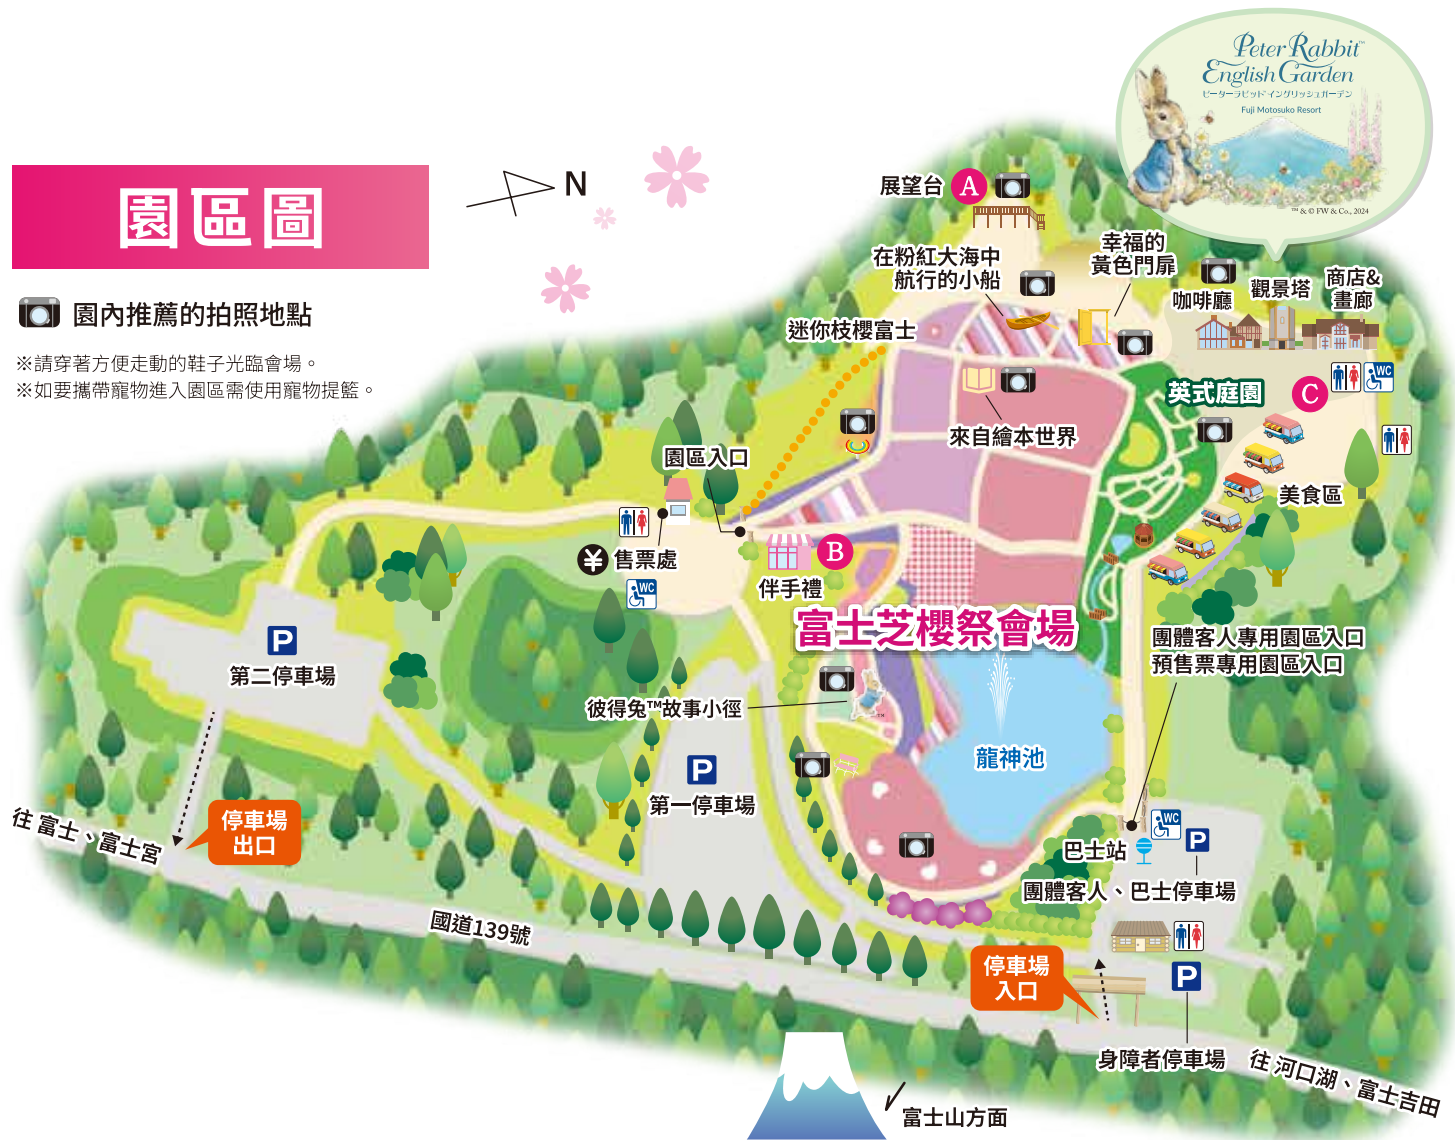 Peter Rabbit™
English Garden
ピーターラビット™イングリッシュガーデン
Fuji Motosuko Resort
™ & © FW & Co., 2024
園區圖
N
園內推薦的拍照地點
※請穿著方便走動的鞋子光臨會場。
※如要攜帶寵物進入園區需使用寵物提籃。
展望台
A
在粉紅大海中
航行的小船
幸福的
黃色門扉
咖啡廳
觀景塔
商店&
畫廊
迷你枝櫻富士
WC
英式庭園
C
來自繪本世界
園區入口
美食區
¥
售票處
WC
B
伴手禮
富士芝櫻祭會場
團體客人專用園區入口
預售票專用園區入口
P
第二停車場
彼得兔™故事小徑
龍神池
P
第一停車場
停車場
出口
往 富士、富士宮
WC
P
巴士站
團體客人、巴士停車場
國道139號
停車場
入口
P
身障者停車場
往 河口湖、富士吉田
富士山方面